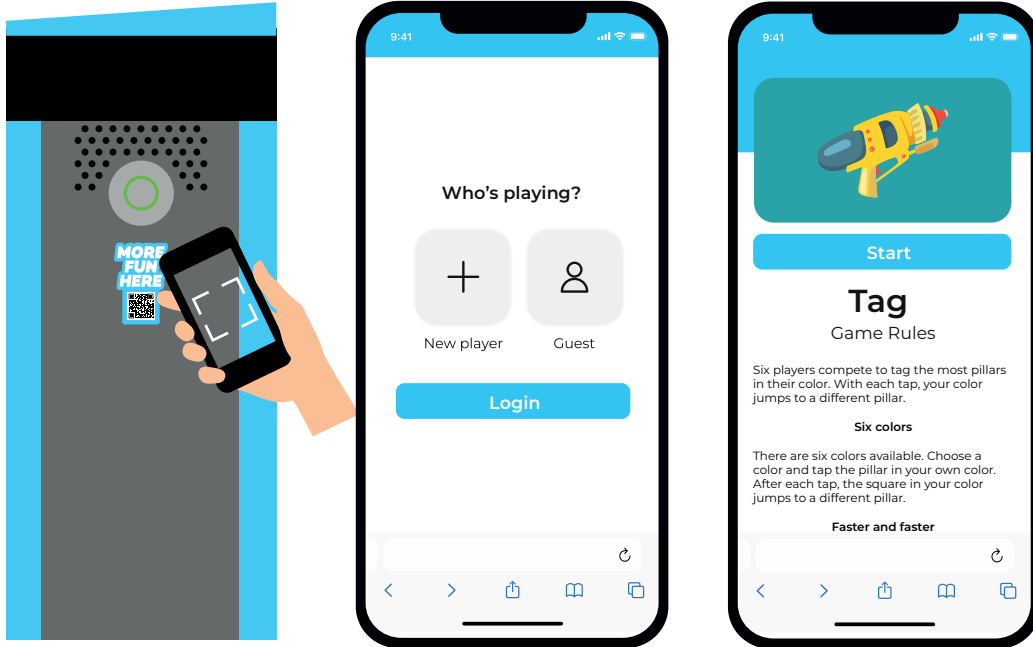 MORE
FUN
HERE
9:41
Who's playing?
New player
Guest
Login
9:41
Start
Tag
Game Rules
Six players compete to tag the most pillars
in their color. With each tap, your color
jumps to a different pillar.
Six colors
There are six colors available. Choose a
color and tap the pillar in your own color.
After each tap, the square in your color
jumps to a different pillar.
Faster and faster